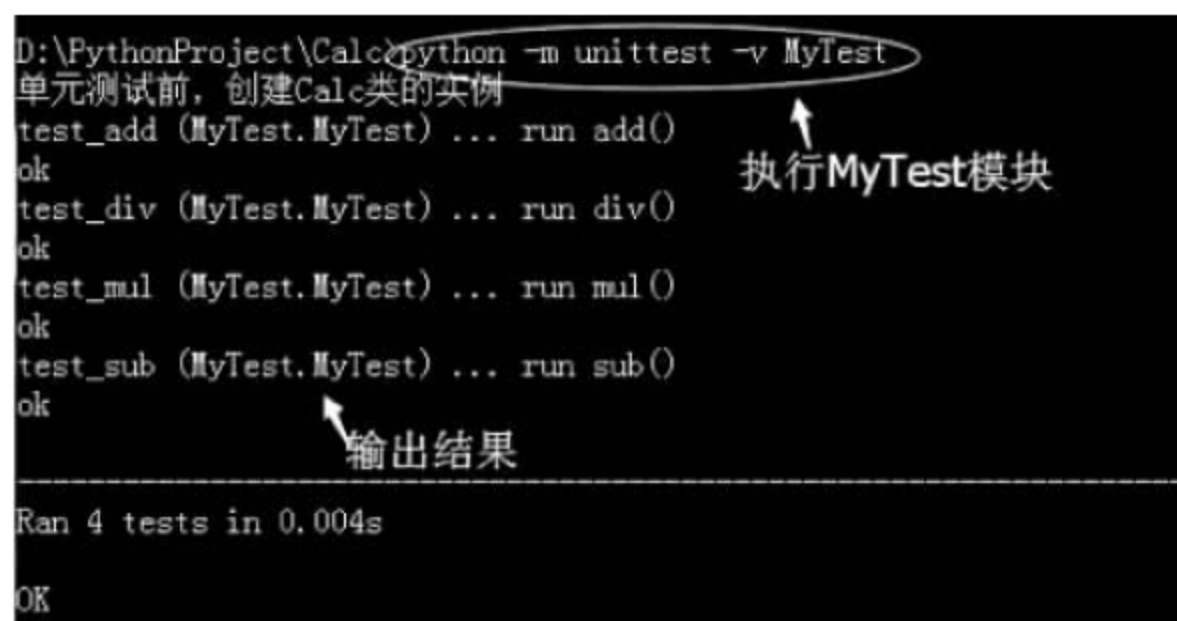 D:\PythonProject\Calc>python -m unittest -v MyTest
单元测试前，创建Calc类的实例
test_add (MyTest.MyTest) ... run add()
ok
执行MyTest模块
test_div (MyTest.MyTest) ... run div()
ok
test_mul (MyTest.MyTest) ... run mul()
ok
test_sub (MyTest.MyTest) ... run sub()
ok
输出结果
----------------------------------------------------------------------
Ran 4 tests in 0.004s
OK